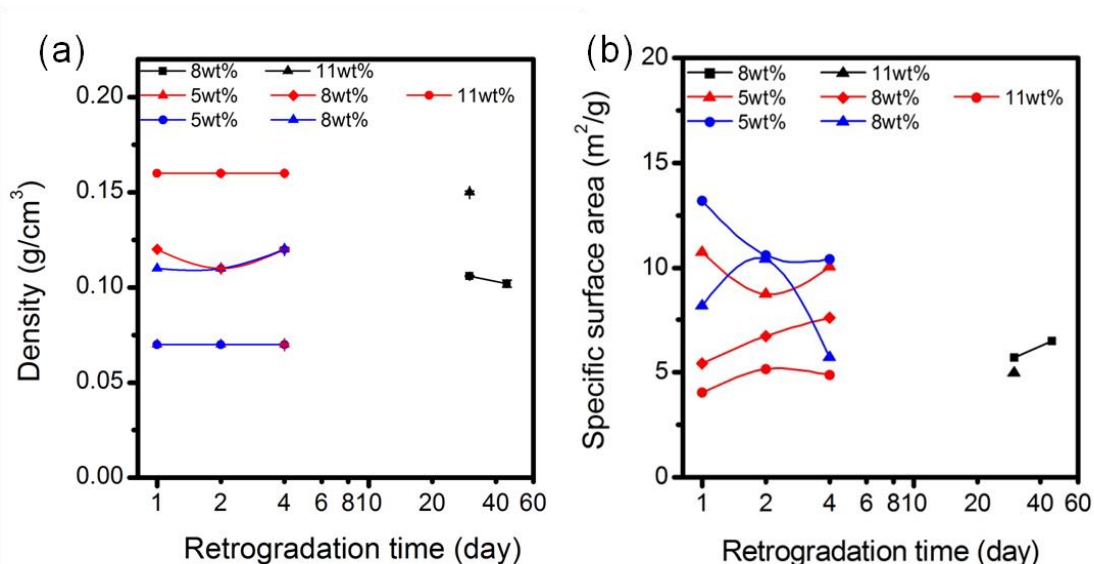 (a)
8wt% 11wt%
5wt% 8wt% 11wt%
5wt% 8wt%
0.20
0.15
0.10
0.05
0.00
Density (g/cm³)
1 2 4 6 810 20 40 60
Retrogradation time (day)
(b)
8wt% 11wt%
5wt% 8wt% 11wt%
5wt% 8wt%
20
15
10
5
0
Specific surface area (m²/g)
1 2 4 6 810 20 40 60
Retrogradation time (day)